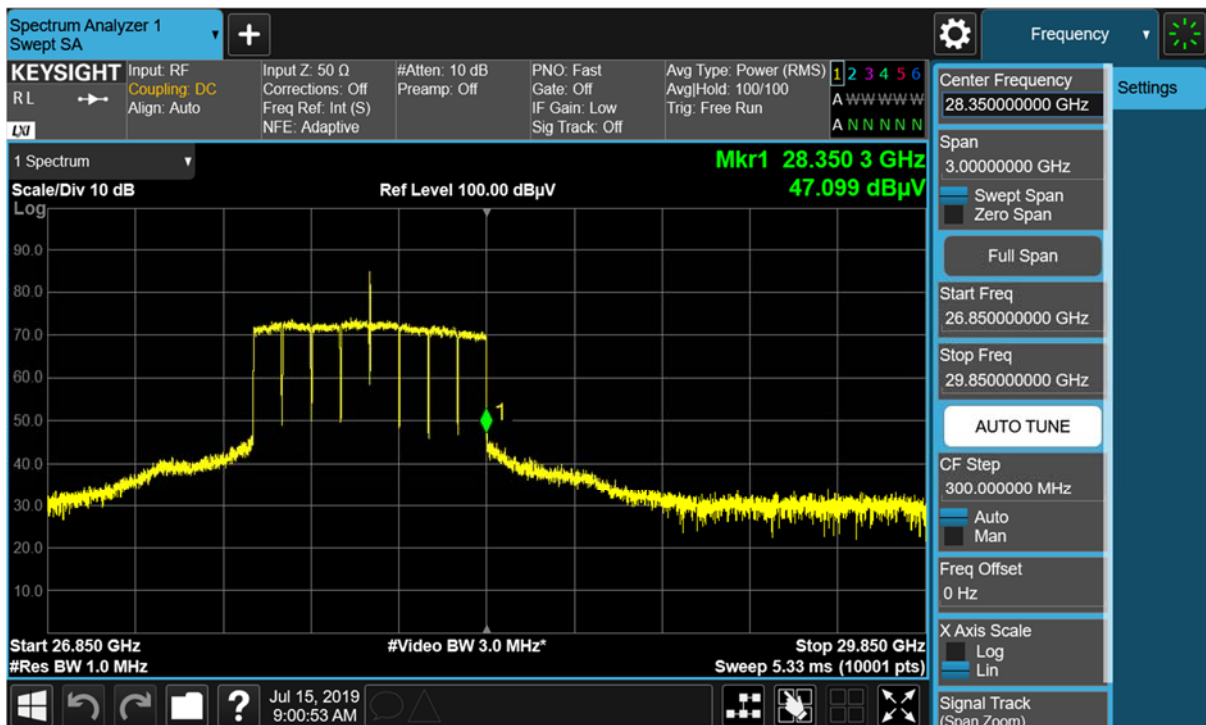 Spectrum Analyzer 1
Swept SA
Frequency
KEYSIGHT
RL
LXI
Input: RF
Coupling: DC
Align: Auto
Input Z: 50 Ω
Corrections: Off
Freq Ref: Int (S)
NFE: Adaptive
#Atten: 10 dB
Preamp: Off
PNO: Fast
Gate: Off
IF Gain: Low
Sig Track: Off
Avg Type: Power (RMS)
Avg|Hold: 100/100
Trig: Free Run
1 2 3 4 5 6
A W W W W W
A N N N N N
1 Spectrum
Scale/Div 10 dB
Log
Ref Level 100.00 dBµV
Mkr1 28.350 3 GHz
47.099 dBµV
90.0
80.0
70.0
60.0
50.0
40.0
30.0
20.0
10.0
1
Start 26.850 GHz
#Res BW 1.0 MHz
#Video BW 3.0 MHz*
Stop 29.850 GHz
Sweep 5.33 ms (10001 pts)
Jul 15, 2019
9:00:53 AM
?
Center Frequency
28.350000000 GHz
Settings
Span
3.00000000 GHz
Swept Span
Zero Span
Full Span
Start Freq
26.850000000 GHz
Stop Freq
29.850000000 GHz
AUTO TUNE
CF Step
300.000000 MHz
Auto
Man
Freq Offset
0 Hz
X Axis Scale
Log
Lin
Signal Track
(Span Zoom)